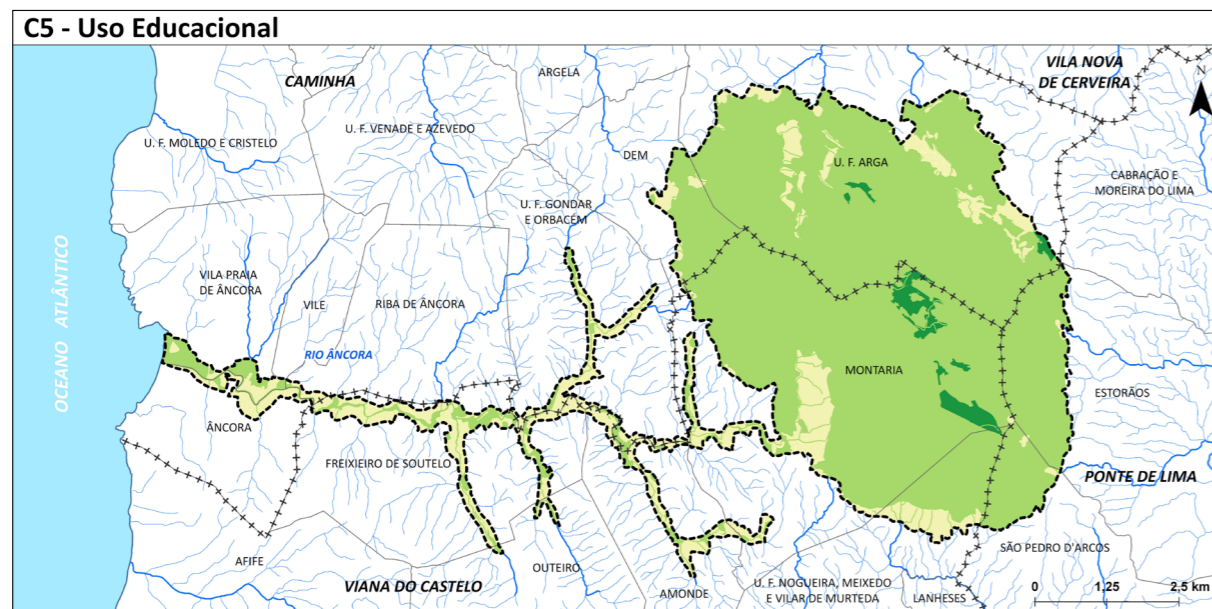 C5 - Uso Educacional
CAMINHA
ARGELA
VILA NOVA
DE CERVEIRA
N
U. F. MOLEDO E CRISTELO
U. F. VENADE E AZEVEDO
DEM
U. F. ARGA
CABRAÇÃO E
MOREIRA DO LIMA
U. F. GONDAR
E ORBACÉM
OCEANO ATLÂNTICO
VILA PRAIA
DE ÂNCORA
VILE
RIBA DE ÂNCORA
RIO ÂNCORA
MONTARIA
ESTORÃOS
ÂNCORA
FREIXIEIRO DE SOUTELO
PONTE DE LIMA
AFIFE
VIANA DO CASTELO
OUTEIRO
AMONDE
U. F. NOGUEIRA, MEIXEDO
E VILAR DE MURTEDA
LANHESES
SÃO PEDRO D'ARCOS
0 1,25 2,5 km